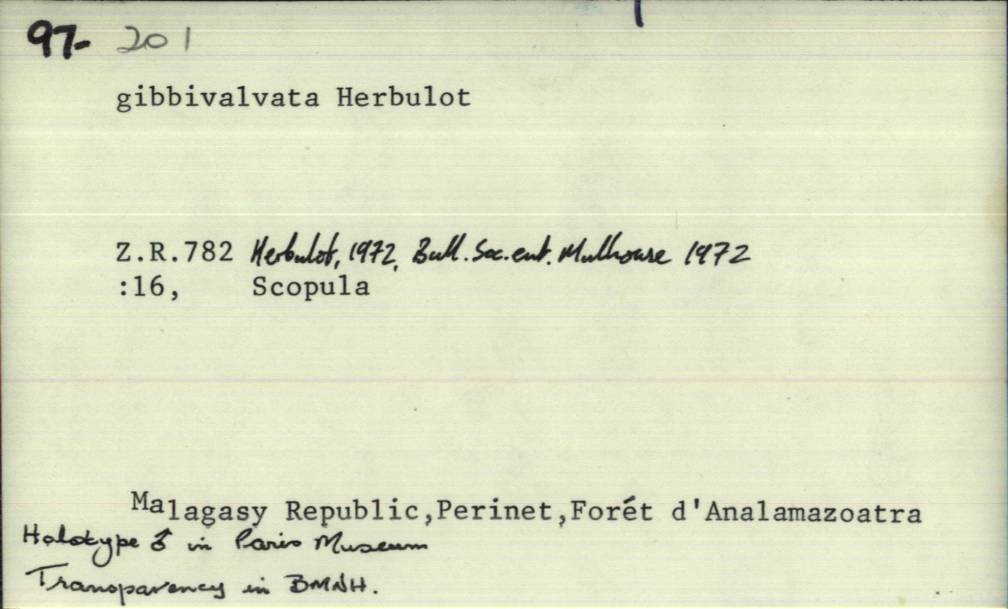 97- 201
gibbivalvata Herbulot
Z.R.782 Herbulot, 1972, Bull. Soc. ent. Mulhouse 1972
:16, Scopula
Malagasy Republic,Perinet,Forét d'Analamazoatra
Holotype ♂ in Paris Museum
Transparency in BMNH.